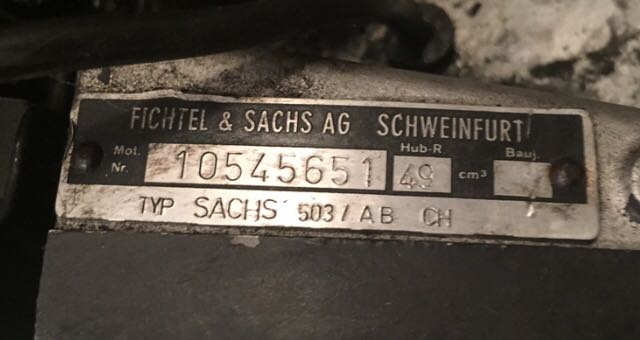 FICHTEL & SACHS AG SCHWEINFURT
Mot. Nr. 10545651 Hub-R. 49 cm³ Bauj.
TYP SACHS 503/AB CH